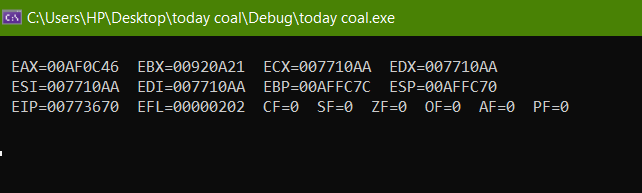 C:\Users\HP\Desktop\today coal\Debug\today coal.exe
EAX=00AF0C46 EBX=00920A21 ECX=007710AA EDX=007710AA
ESI=007710AA EDI=007710AA EBP=00AFFC7C ESP=00AFFC70
EIP=00773670 EFL=00000202 CF=0 SF=0 ZF=0 OF=0 AF=0 PF=0